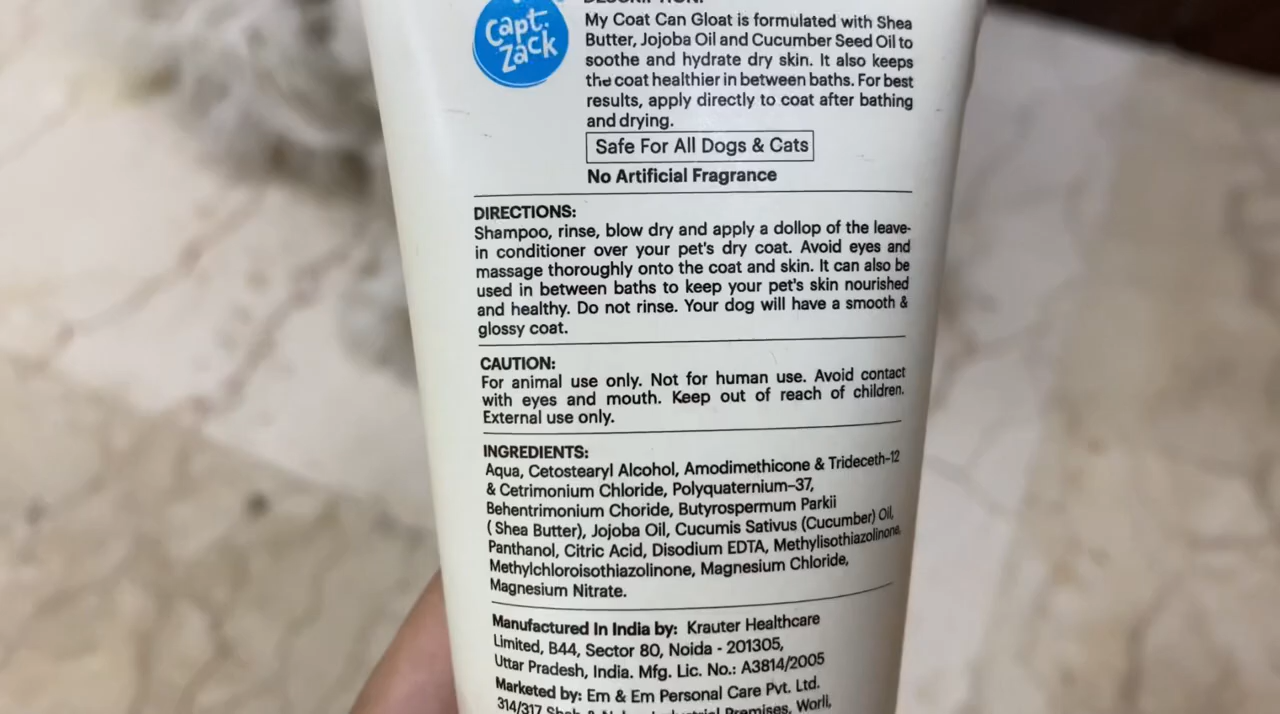 Capt.
Zack
DESCRIPTION:
My Coat Can Gloat is formulated with Shea
Butter, Jojoba Oil and Cucumber Seed Oil to
soothe and hydrate dry skin. It also keeps
the coat healthier in between baths. For best
results, apply directly to coat after bathing
and drying.
Safe For All Dogs & Cats
No Artificial Fragrance
DIRECTIONS:
Shampoo, rinse, blow dry and apply a dollop of the leave-
in conditioner over your pet's dry coat. Avoid eyes and
massage thoroughly onto the coat and skin. It can also be
used in between baths to keep your pet's skin nourished
and healthy. Do not rinse. Your dog will have a smooth &
glossy coat.
CAUTION:
For animal use only. Not for human use. Avoid contact
with eyes and mouth. Keep out of reach of children.
External use only.
INGREDIENTS:
Aqua, Cetostearyl Alcohol, Amodimethicone & Trideceth-12
& Cetrimonium Chloride, Polyquaternium-37,
Behentrimonium Choride, Butyrospermum Parkii
( Shea Butter), Jojoba Oil, Cucumis Sativus (Cucumber) Oil,
Panthanol, Citric Acid, Disodium EDTA, Methylisothiazolinone,
Methylchloroisothiazolinone, Magnesium Chloride,
Magnesium Nitrate.
Manufactured In India by: Krauter Healthcare
Limited, B44, Sector 80, Noida - 201305,
Uttar Pradesh, India. Mfg. Lic. No.: A3814/2005
Marketed by: Em & Em Personal Care Pvt. Ltd.
314/317 Premises, Worli,